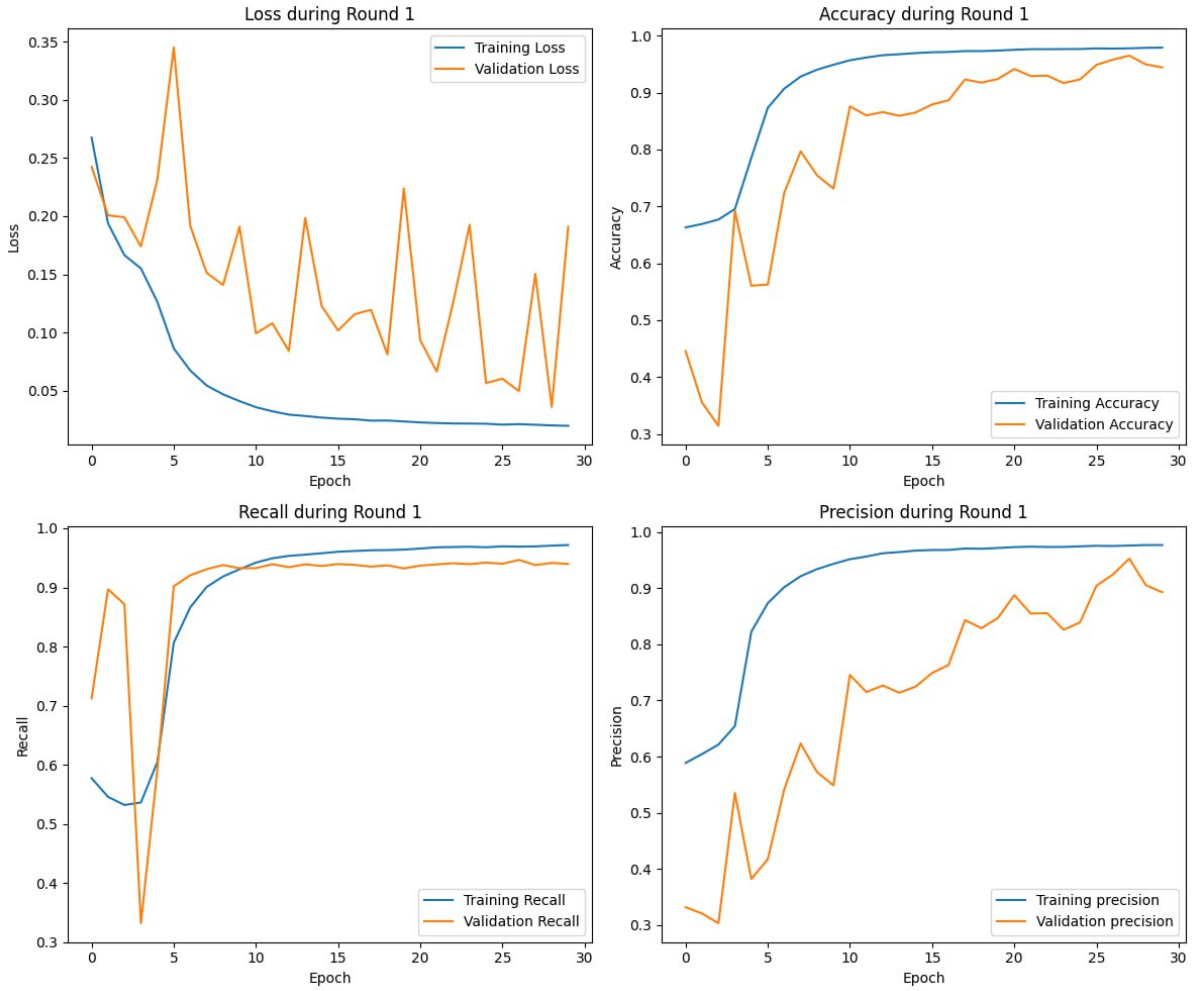 Loss during Round 1
0.35
0.30
0.25
0.20
0.15
0.10
0.05
Loss
Training Loss
Validation Loss
0 5 10 15 20 25 30
Epoch
Accuracy during Round 1
1.0
0.9
0.8
0.7
0.6
0.5
0.4
0.3
Accuracy
Training Accuracy
Validation Accuracy
0 5 10 15 20 25 30
Epoch
Recall during Round 1
1.0
0.9
0.8
0.7
0.6
0.5
0.4
0.3
Recall
Training Recall
Validation Recall
0 5 10 15 20 25 30
Epoch
Precision during Round 1
1.0
0.9
0.8
0.7
0.6
0.5
0.4
0.3
Precision
Training precision
Validation precision
0 5 10 15 20 25 30
Epoch